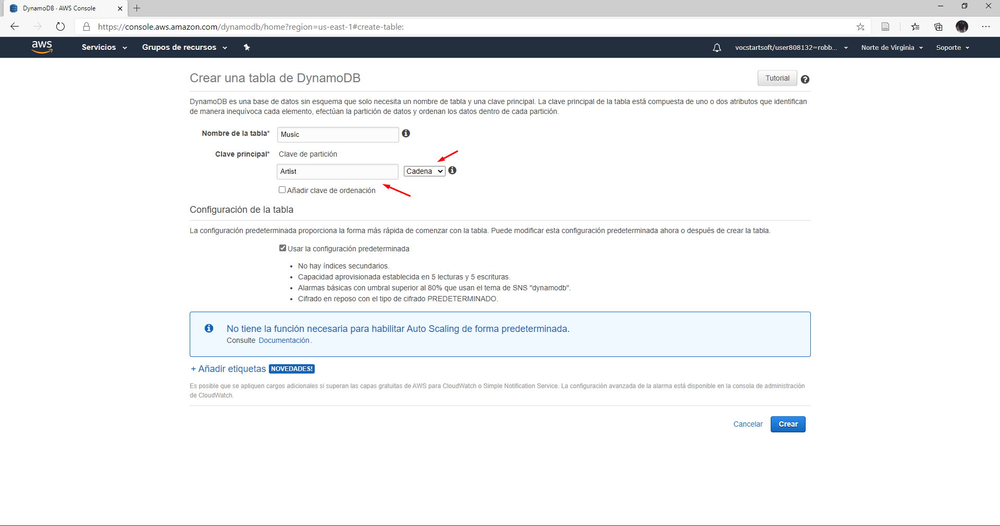 DynamoDB · AWS Console
https://console.aws.amazon.com/dynamodb/home?region=us-east-1#create-table:
aws
Servicios
Grupos de recursos
vocstartsoft/user808132=robb...
Norte de Virginia
Soporte
Crear una tabla de DynamoDB
Tutorial
DynamoDB es una base de datos sin esquema que solo necesita un nombre de tabla y una clave principal. La clave principal de la tabla está compuesta de uno o dos atributos que identifican
de manera inequívoca cada elemento, efectúan la partición de datos y ordenan los datos dentro de cada partición.
Nombre de la tabla*
Music
Clave principal*
Clave de partición
Artist
Cadena
Añadir clave de ordenación
Configuración de la tabla
La configuración predeterminada proporciona la forma más rápida de comenzar con la tabla. Puede modificar esta configuración predeterminada ahora o después de crear la tabla.
Usar la configuración predeterminada
• No hay índices secundarios.
• Capacidad aprovisionada establecida en 5 lecturas y 5 escrituras.
• Alarmas básicas con umbral superior al 80% que usan el tema de SNS "dynamodb".
• Cifrado en reposo con el tipo de cifrado PREDETERMINADO.
No tiene la función necesaria para habilitar Auto Scaling de forma predeterminada.
Consulte Documentación.
+ Añadir etiquetas NOVEDADES!
Es posible que se apliquen cargos adicionales si superan las capas gratuitas de AWS para CloudWatch o Simple Notification Service. La configuración avanzada de la alarma está disponible en la consola de administración
de CloudWatch.
Cancelar
Crear